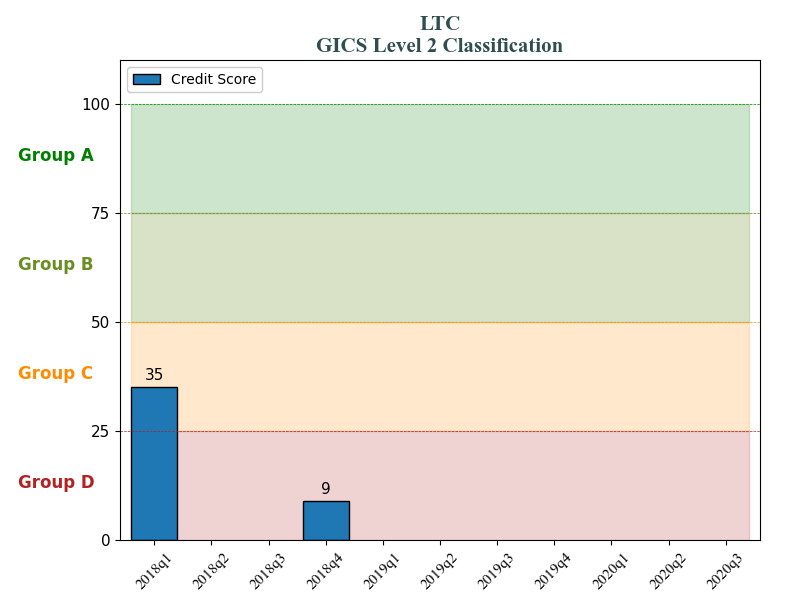 LTC
GICS Level 2 Classification
Credit Score
100
Group A
75
Group B
50
Group C
35
25
Group D
9
0
2018q1
2018q2
2018q3
2018q4
2019q1
2019q2
2019q3
2019q4
2020q1
2020q2
2020q3